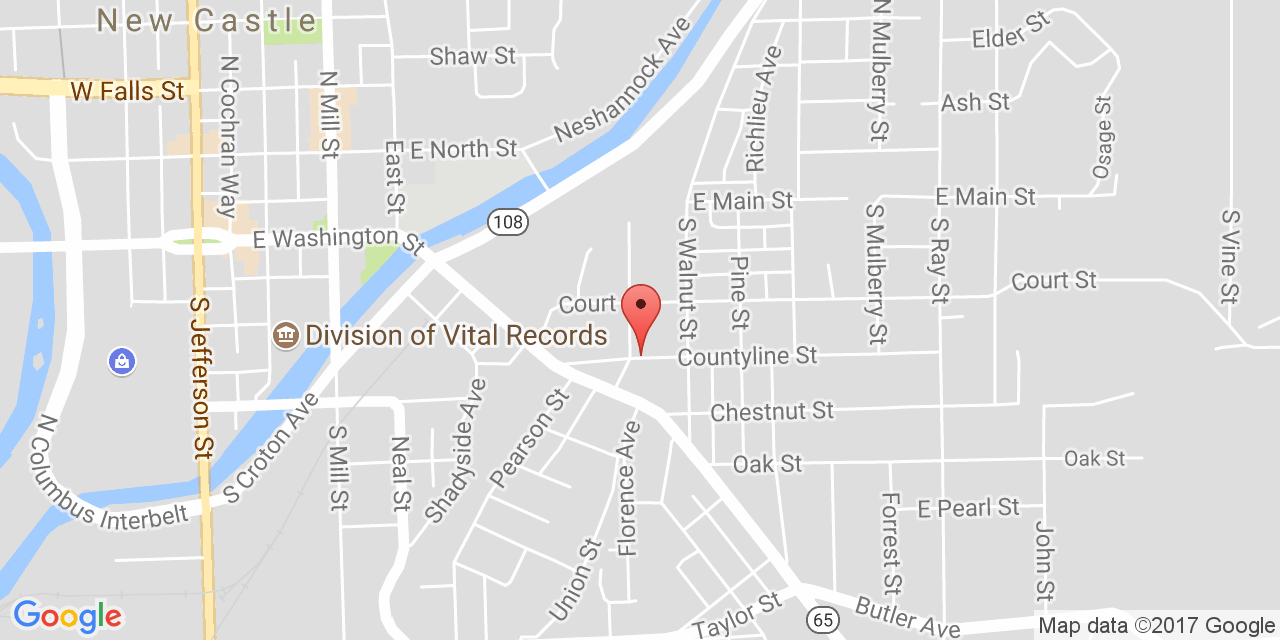 New Castle
Shaw St
Neshannock Ave
N Mulberry St
Elder St
W Falls St
N Cochran Way
N Mill St
Richlieu Ave
Ash St
Osage St
East St
E North St
E Main St
E Main St
108
E Washington St
S Walnut St
Pine St
S Mulberry St
S Ray St
S Vine St
Court St
Court
S Jefferson St
Division of Vital Records
Countyline St
Shadyside Ave
Pearson St
Chestnut St
N Columbus Interbelt
S Croton Ave
S Mill St
Neal St
Florence Ave
Oak St
Oak St
Forrest St
E Pearl St
John St
Union St
Taylor St
65
Butler Ave
Google
Map data ©2017 Google